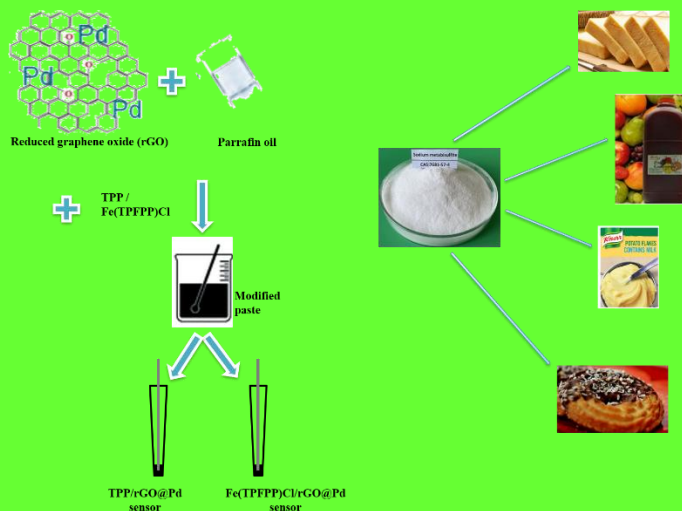 Pd
Pd
Pd
Reduced graphene oxide (rGO)
Parrafin oil
TPP /
Fe(TPFPP)Cl
Modified
paste
TPP/rGO@Pd
sensor
Fe(TPFPP)Cl/rGO@Pd
sensor
Sodium metabisulfite
Knorr
POTATO FLAKES
CONTAINS MILK